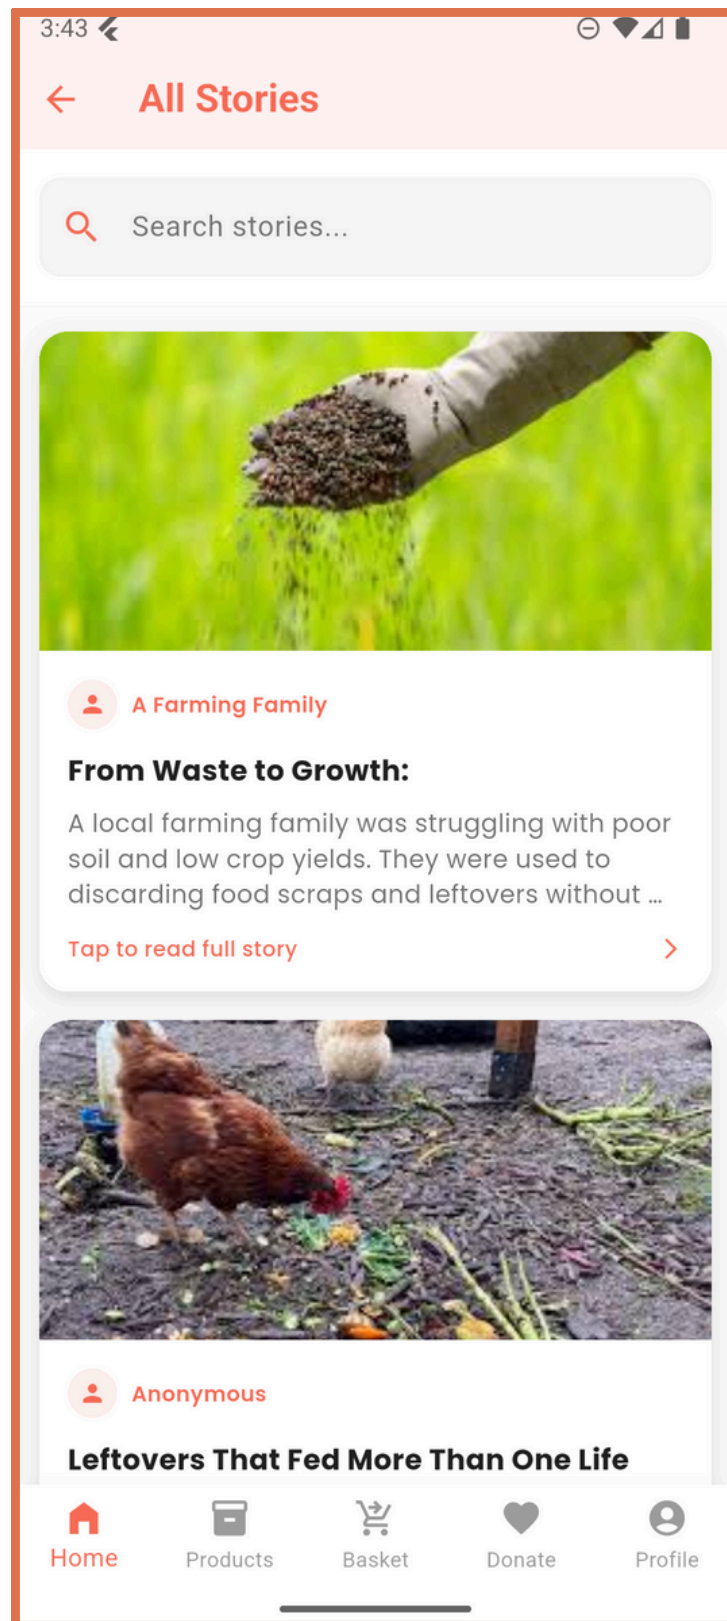 3:43
All Stories
Search stories...
A Farming Family
From Waste to Growth:
A local farming family was struggling with poor
soil and low crop yields. They were used to
discarding food scraps and leftovers without ...
Tap to read full story
Anonymous
Leftovers That Fed More Than One Life
Home Products Basket Donate Profile